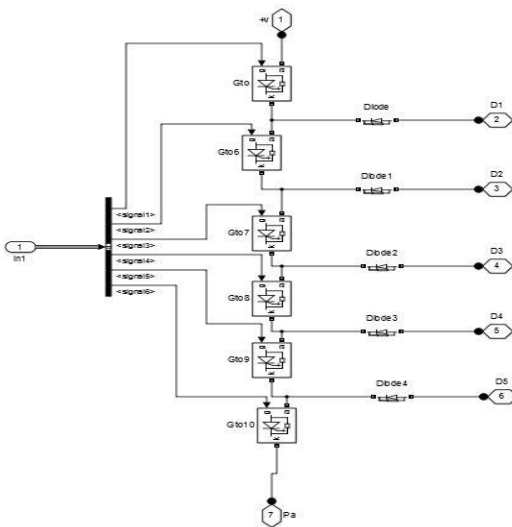 +v
1
g a
Gto
k
Diode
D1
2
g a
Gto6
k
Diode1
D2
3
<signal1>
<signal2>
<signal3>
<signal4>
<signal5>
<signal6>
1
In1
g a
Gto7
k
Diode2
D3
4
g a
Gto8
k
Diode3
D4
5
g a
Gto9
k
Diode4
D5
6
g a
Gto10
k
7
Pa